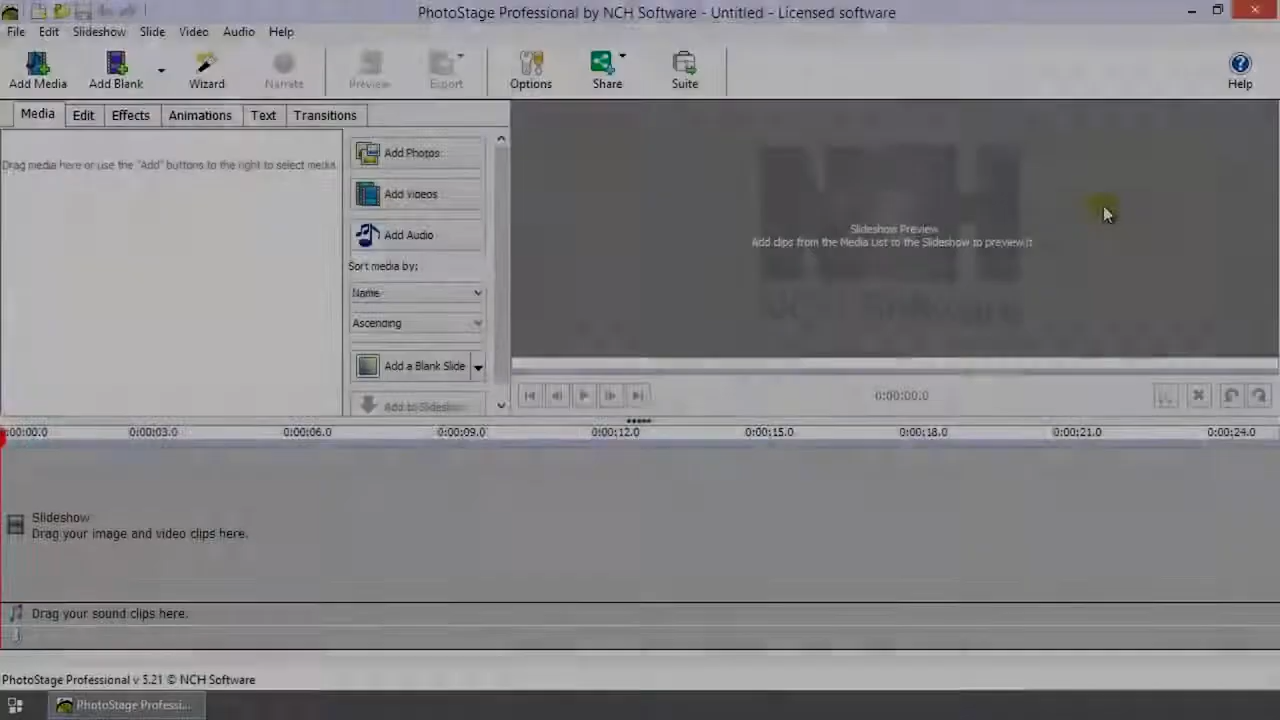 PhotoStage Professional by NCH Software - Untitled - Licensed software
File Edit Slideshow Slide Video Audio Help
Add Media Add Blank Wizard Narrate Preview Export Options Share Suite Help
Media Edit Effects Animations Text Transitions
Drag media here or use the "Add" buttons to the right to select media.
Add Photos
Add Videos
Add Audio
Sort media by:
Name
Ascending
Add a Blank Slide
Add to Slideshow
NCH
NCH Software
Slideshow Preview
Add clips from the Media List to the Slideshow to preview it
0:00:00.0
0:00:00.0 0:00:03.0 0:00:06.0 0:00:09.0 0:00:12.0 0:00:15.0 0:00:18.0 0:00:21.0 0:00:24.0
Slideshow
Drag your image and video clips here.
Drag your sound clips here.
PhotoStage Professional v 5.21 © NCH Software
PhotoStage Professi...